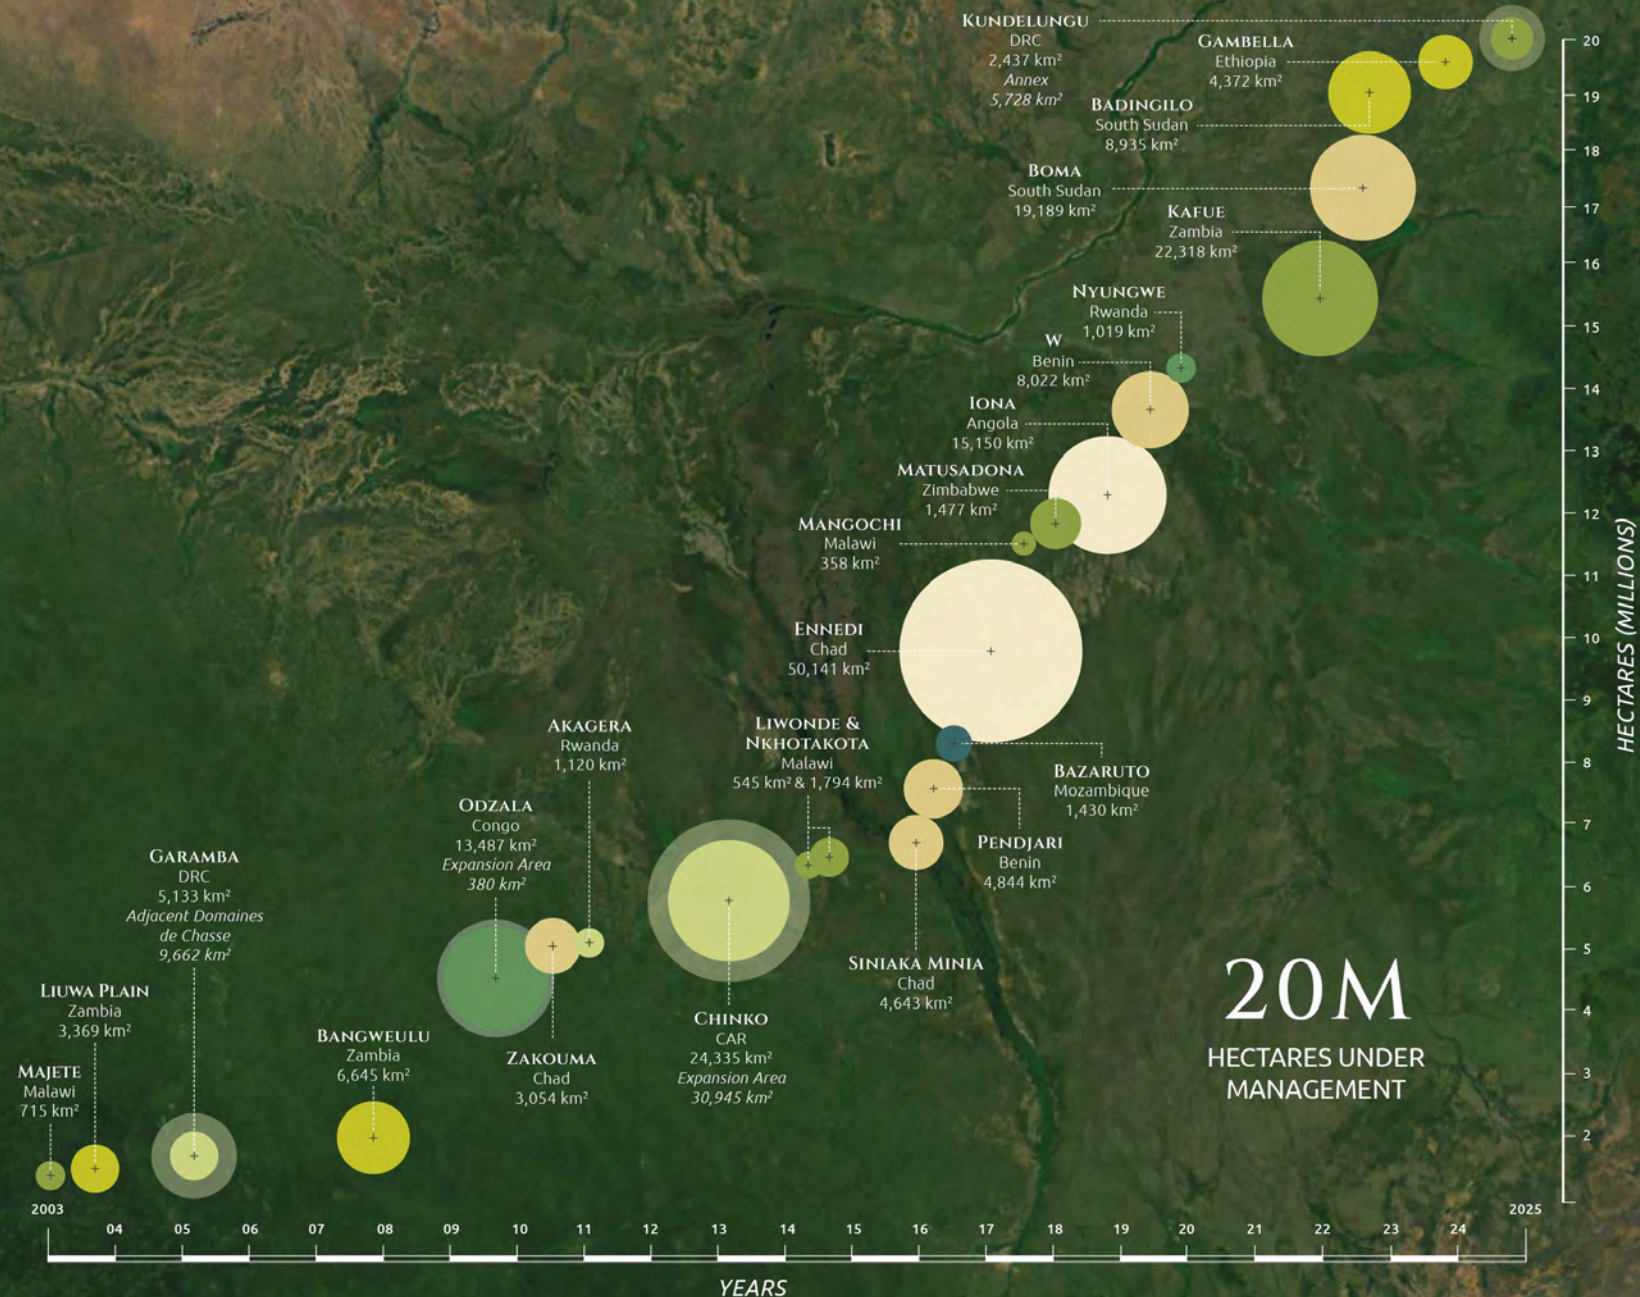 KUNDELUNGU
DRC
2,437 km²
Annex
5,728 km²
GAMBELLA
Ethiopia
4,372 km²
BADINGILO
South Sudan
8,935 km²
BOMA
South Sudan
19,189 km²
KAFUE
Zambia
22,318 km²
NYUNGWE
Rwanda
1,019 km²
W
Benin
8,022 km²
IONA
Angola
15,150 km²
MATUSADONA
Zimbabwe
1,477 km²
MANGOCHI
Malawi
358 km²
ENNEDI
Chad
50,141 km²
LIWONDE &
NKHOTAKOTA
Malawi
545 km² & 1,794 km²
AKAGERA
Rwanda
1,120 km²
BAZARUTO
Mozambique
1,430 km²
ODZALA
Congo
13,487 km²
Expansion Area
380 km²
PENDJARI
Benin
4,844 km²
GARAMBA
DRC
5,133 km²
Adjacent Domaines
de Chasse
9,662 km²
SINIAKA MINIA
Chad
4,643 km²
LIUWA PLAIN
Zambia
3,369 km²
CHINKO
CAR
24,335 km²
Expansion Area
30,945 km²
BANGWEULU
Zambia
6,645 km²
ZAKOUMA
Chad
3,054 km²
MAJETE
Malawi
715 km²
20M
HECTARES UNDER
MANAGEMENT
20
19
18
17
16
15
14
13
12
11
10
9
8
7
6
5
4
3
2
HECTARES (MILLIONS)
2003 04 05 06 07 08 09 10 11 12 13 14 15 16 17 18 19 20 21 22 23 24 2025
YEARS